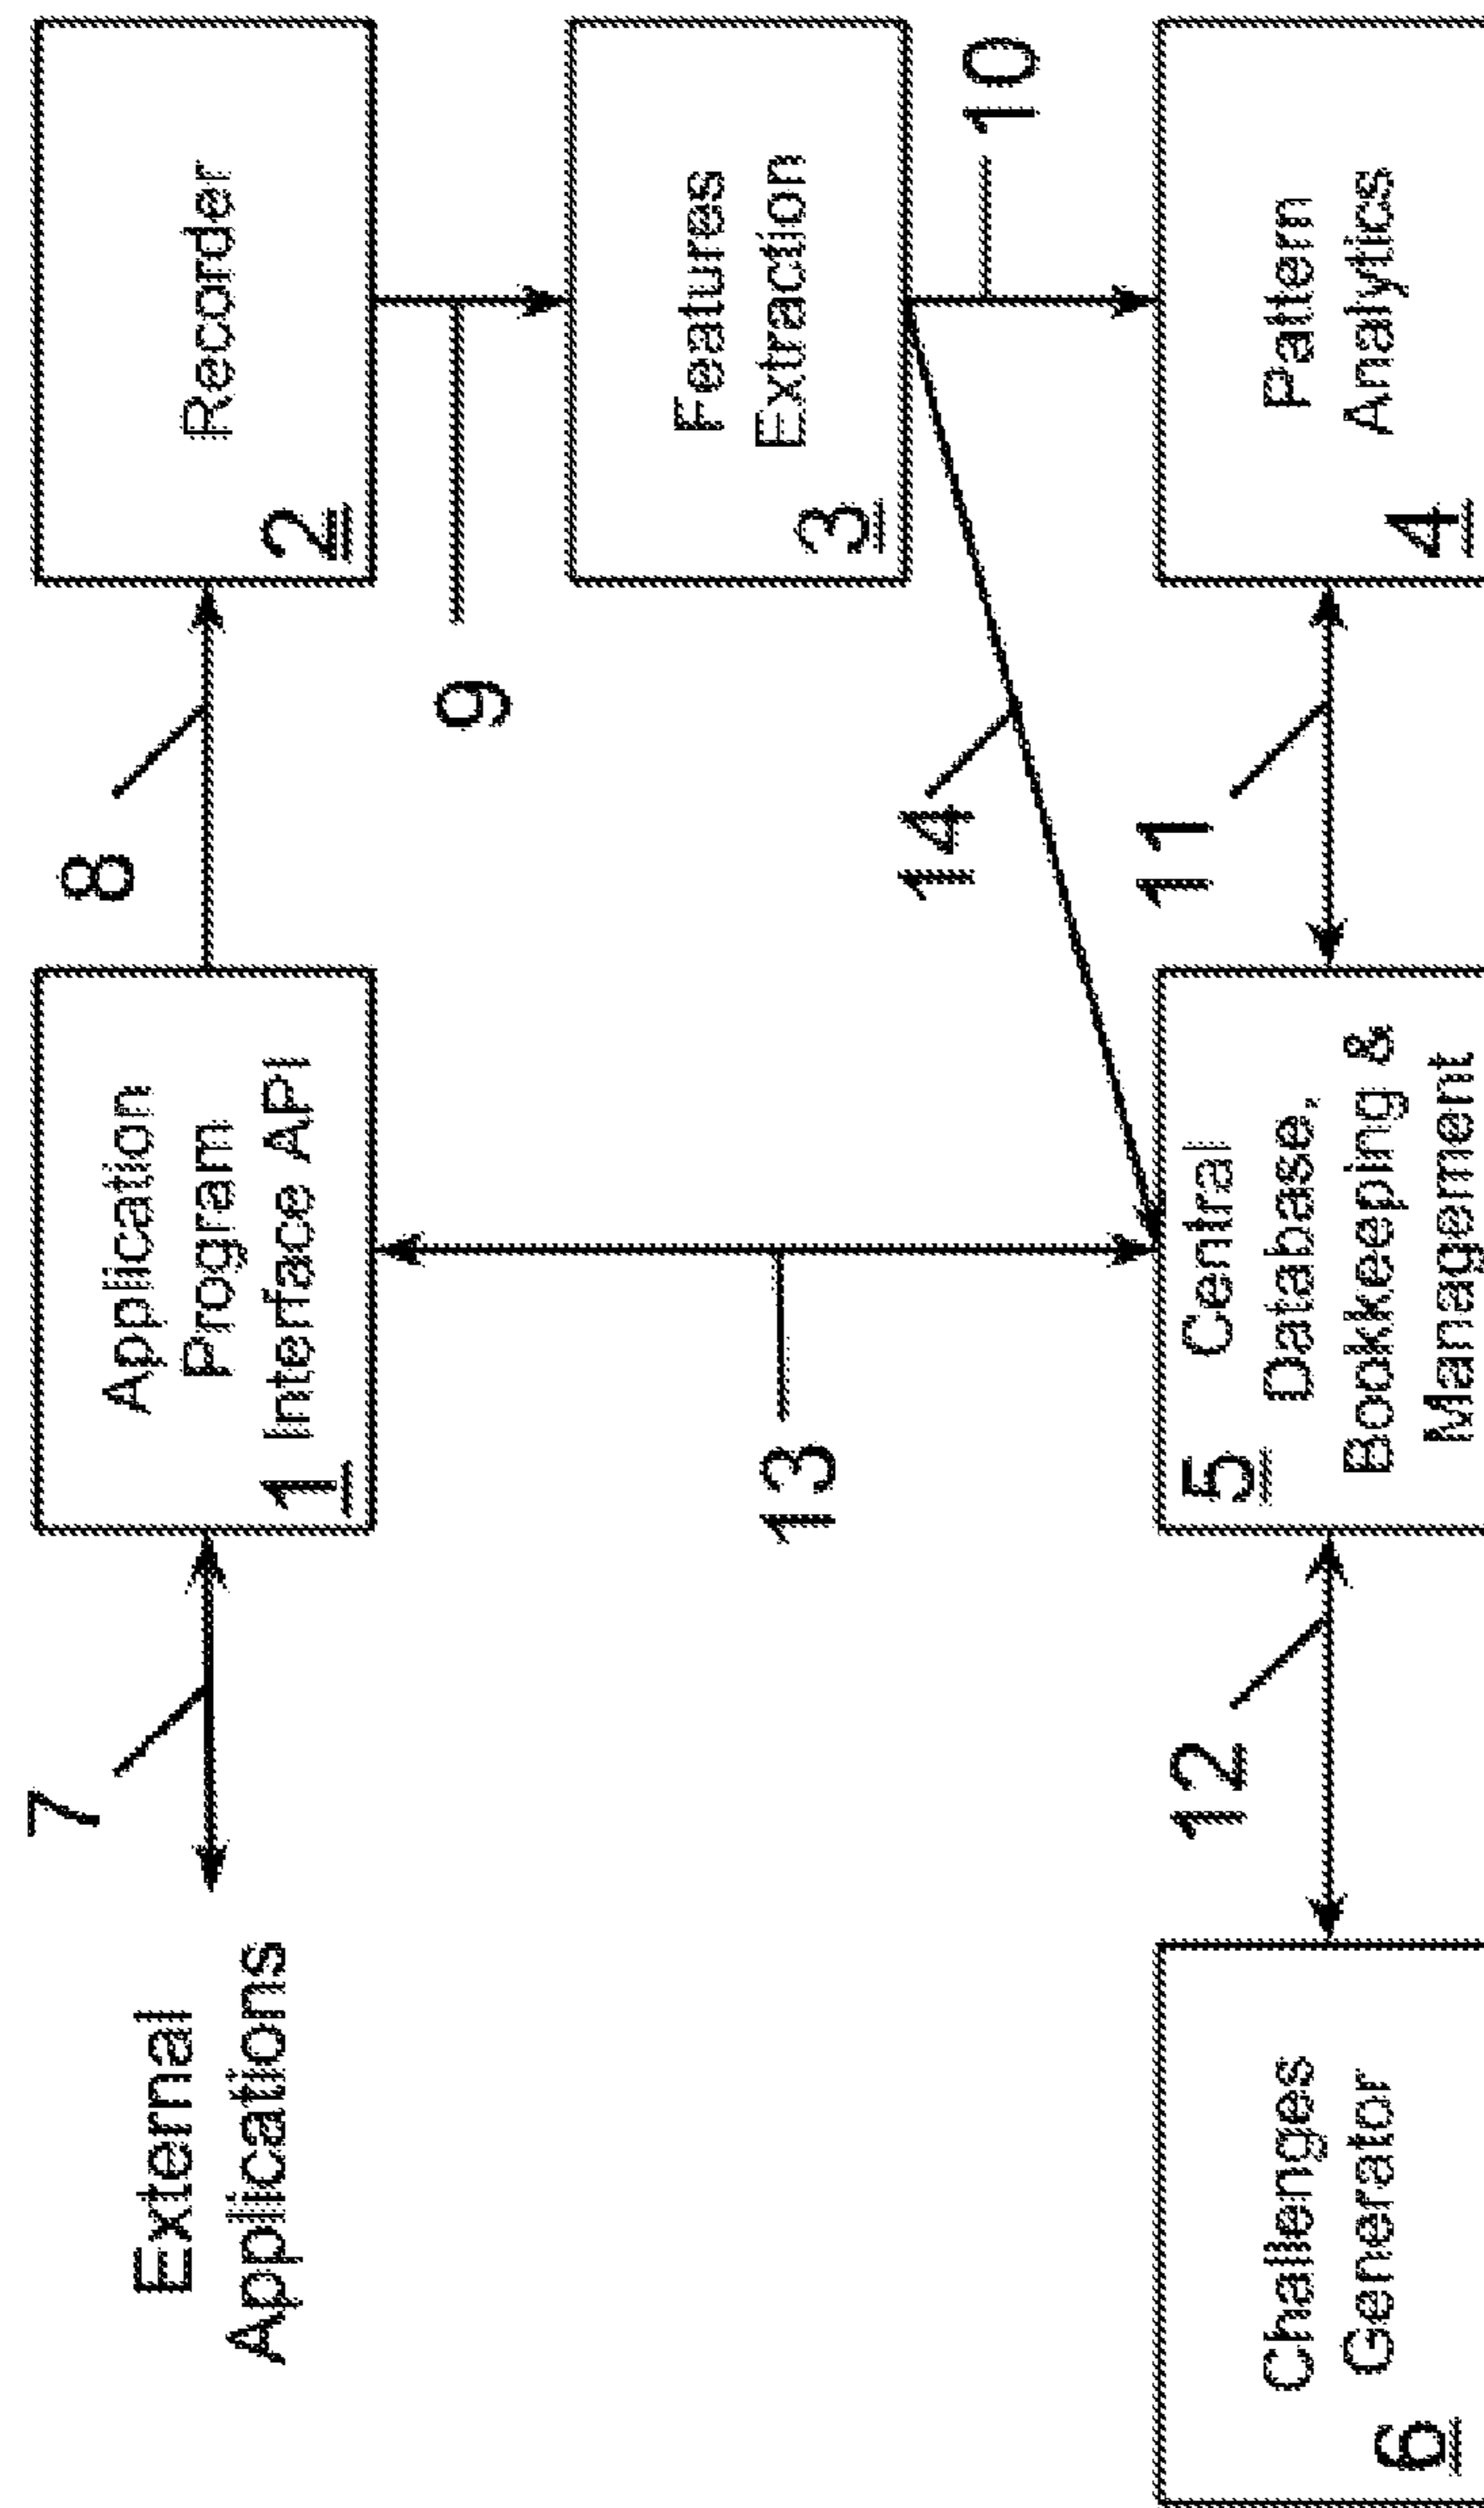 External
Applications
7
Application
Program
Interface API
1
8
Recorder
2
9
Features
Extraction
3
10
13
14
Challenges
Generator
6
12
5
Central
Database,
Bookkeeping &
Management
11
Pattern
Analytics
4